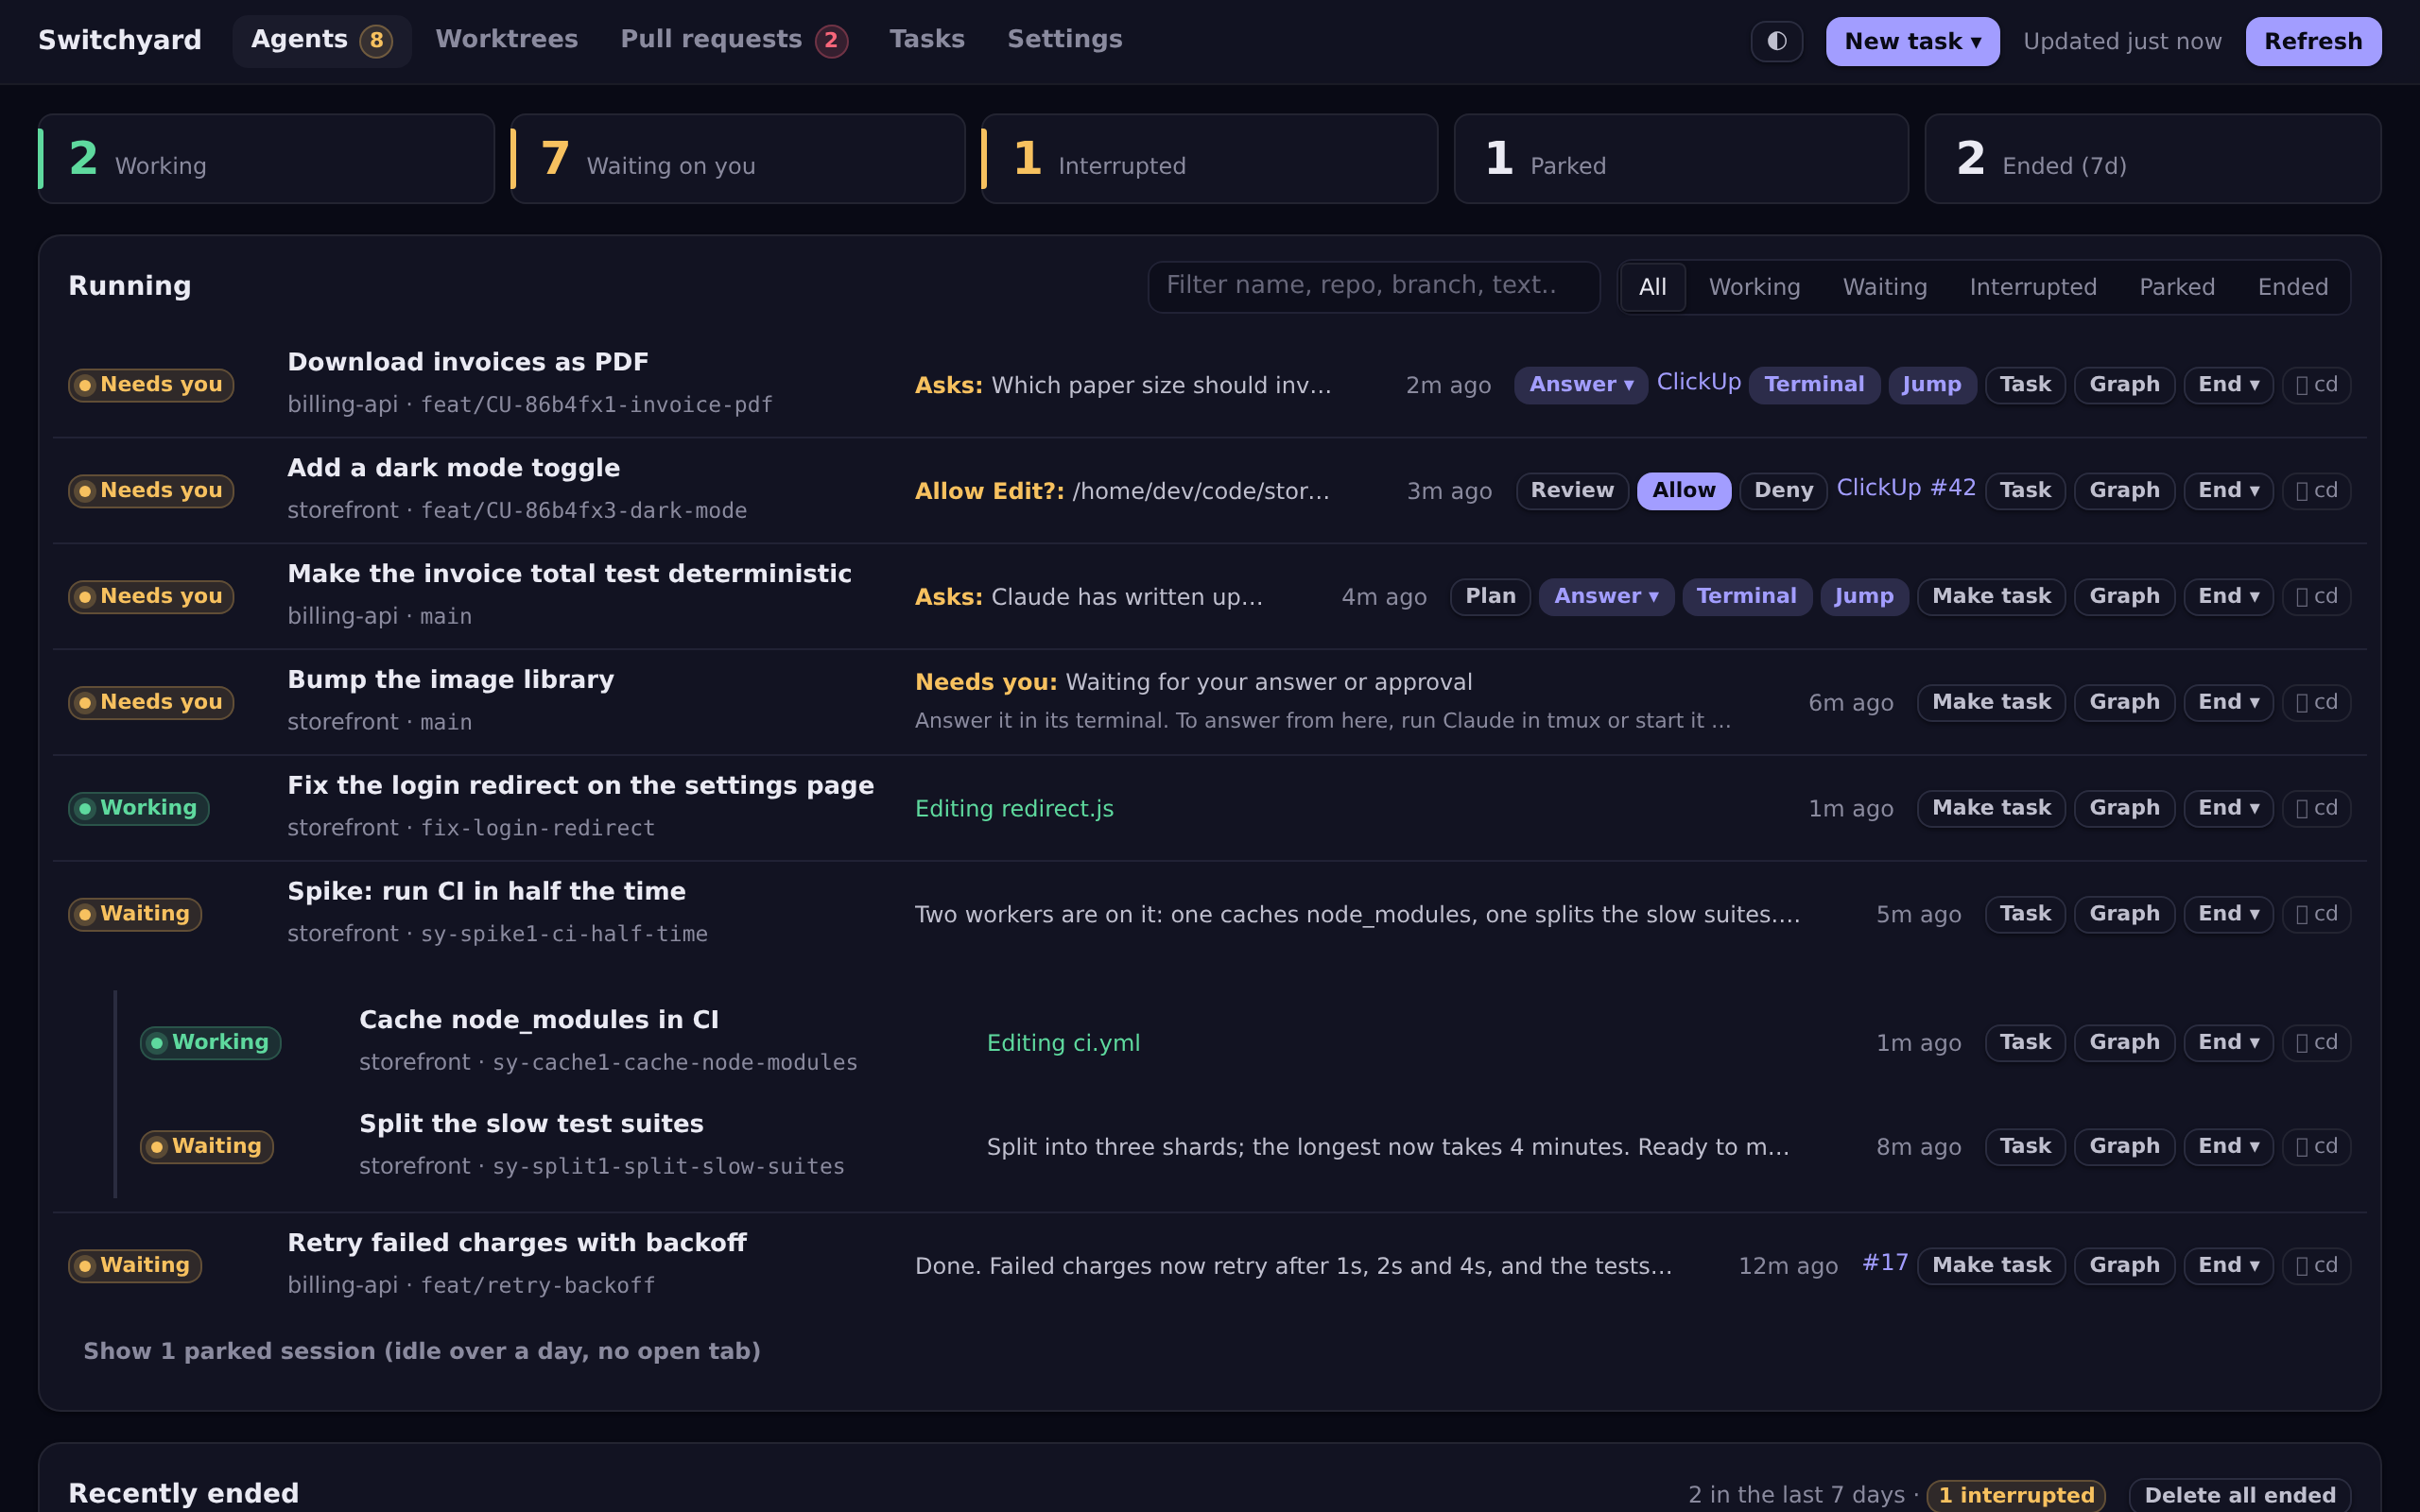 Switchyard Agents 8 Worktrees Pull requests 2 Tasks Settings New task ▾ Updated just now Refresh
2 Working 7 Waiting on you 1 Interrupted 1 Parked 2 Ended (7d)
Running Filter name, repo, branch, text.. All Working Waiting Interrupted Parked Ended
Needs you Download invoices as PDF Asks: Which paper size should inv… 2m ago Answer ▾ ClickUp Terminal Jump Task Graph End ▾ cd
billing-api · feat/CU-86b4fx1-invoice-pdf
Needs you Add a dark mode toggle Allow Edit?: /home/dev/code/stor… 3m ago Review Allow Deny ClickUp #42 Task Graph End ▾ cd
storefront · feat/CU-86b4fx3-dark-mode
Needs you Make the invoice total test deterministic Asks: Claude has written up… 4m ago Plan Answer ▾ Terminal Jump Make task Graph End ▾ cd
billing-api · main
Needs you Bump the image library Needs you: Waiting for your answer or approval 6m ago Make task Graph End ▾ cd
storefront · main Answer it in its terminal. To answer from here, run Claude in tmux or start it …
Working Fix the login redirect on the settings page Editing redirect.js 1m ago Make task Graph End ▾ cd
storefront · fix-login-redirect
Waiting Spike: run CI in half the time Two workers are on it: one caches node_modules, one splits the slow suites.… 5m ago Task Graph End ▾ cd
storefront · sy-spike1-ci-half-time
Working Cache node_modules in CI Editing ci.yml 1m ago Task Graph End ▾ cd
storefront · sy-cache1-cache-node-modules
Waiting Split the slow test suites Split into three shards; the longest now takes 4 minutes. Ready to m… 8m ago Task Graph End ▾ cd
storefront · sy-split1-split-slow-suites
Waiting Retry failed charges with backoff Done. Failed charges now retry after 1s, 2s and 4s, and the tests… 12m ago #17 Make task Graph End ▾ cd
billing-api · feat/retry-backoff
Show 1 parked session (idle over a day, no open tab)
Recently ended 2 in the last 7 days · 1 interrupted Delete all ended